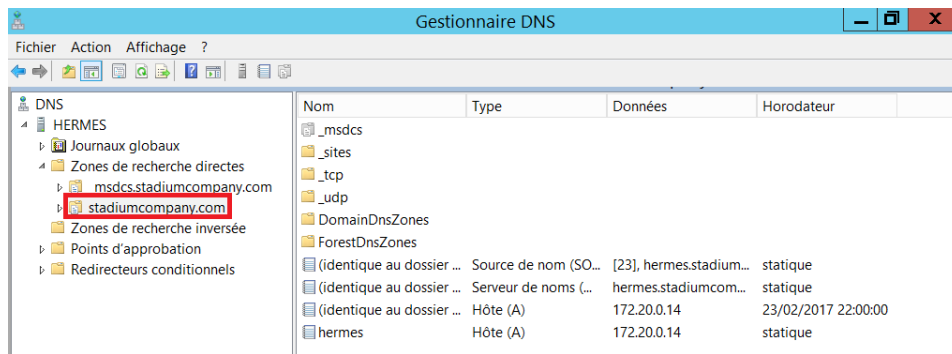 Gestionnaire DNS
Fichier Action Affichage ?
DNS
HERMES
Journaux globaux
Zones de recherche directes
msdcs.stadiumcompany.com
stadiumcompany.com
Zones de recherche inversée
Points d'approbation
Redirecteurs conditionnels
Nom Type Données Horodateur
_msdcs
_sites
_tcp
_udp
DomainDnsZones
ForestDnsZones
(identique au dossier ... Source de nom (SO... [23], hermes.stadium... statique
(identique au dossier ... Serveur de noms (... hermes.stadiumcom... statique
(identique au dossier ... Hôte (A) 172.20.0.14 23/02/2017 22:00:00
hermes Hôte (A) 172.20.0.14 statique